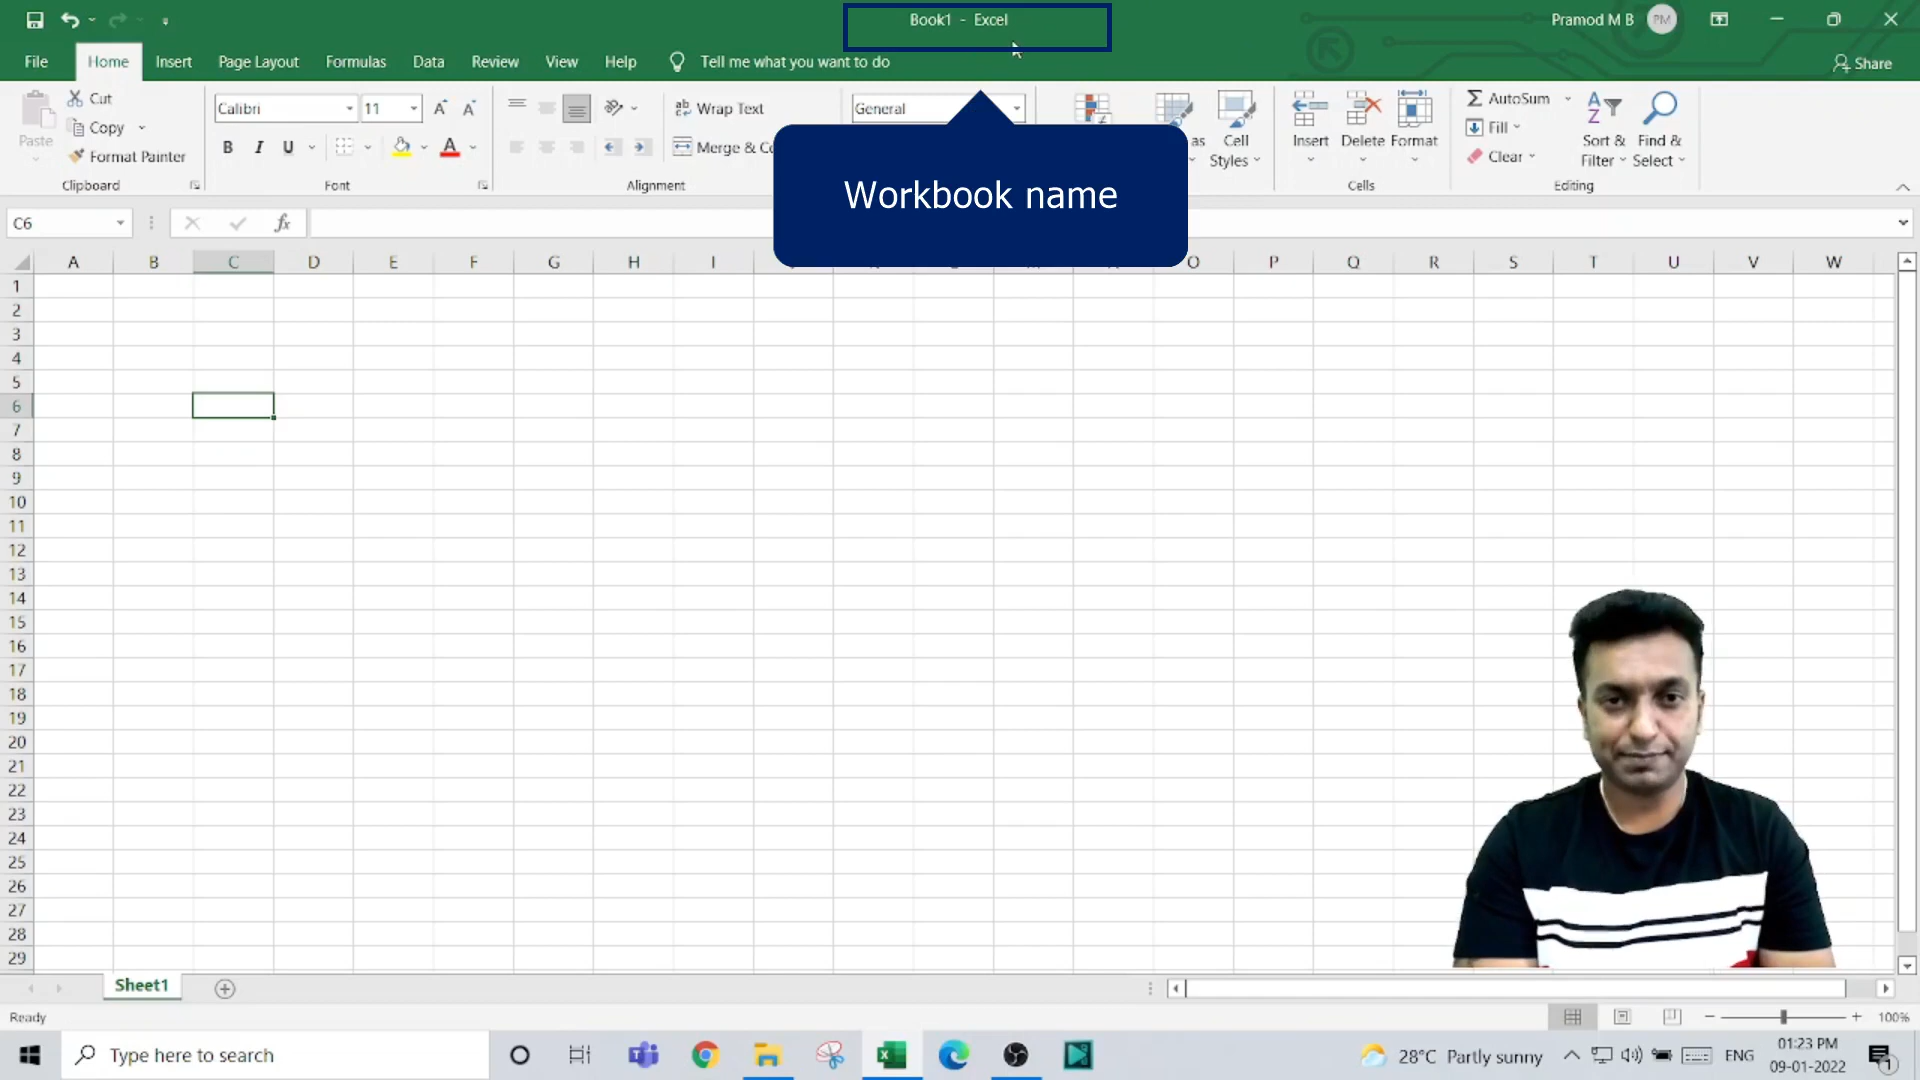 Book1 - Excel
Pramod M B
PM
File
Home
Insert
Page Layout
Formulas
Data
Review
View
Help
Tell me what you want to do
Share
Paste
Cut
Copy
Format Painter
Clipboard
Calibri
11
A A
B I U
A
Font
ab Wrap Text
Merge &
Alignment
General
as
Cell
Styles
Insert
Delete
Format
Cells
AutoSum
Fill
Clear
Sort &
Filter
Find &
Select
Editing
Workbook name
C6
fx
A B C D E F G H I O P Q R S T U V W
1
2
3
4
5
6
7
8
9
10
11
12
13
14
15
16
17
18
19
20
21
22
23
24
25
26
27
28
29
Sheet1
Ready
100%
Type here to search
28°C Partly sunny
ENG
01:23 PM
09-01-2022
1